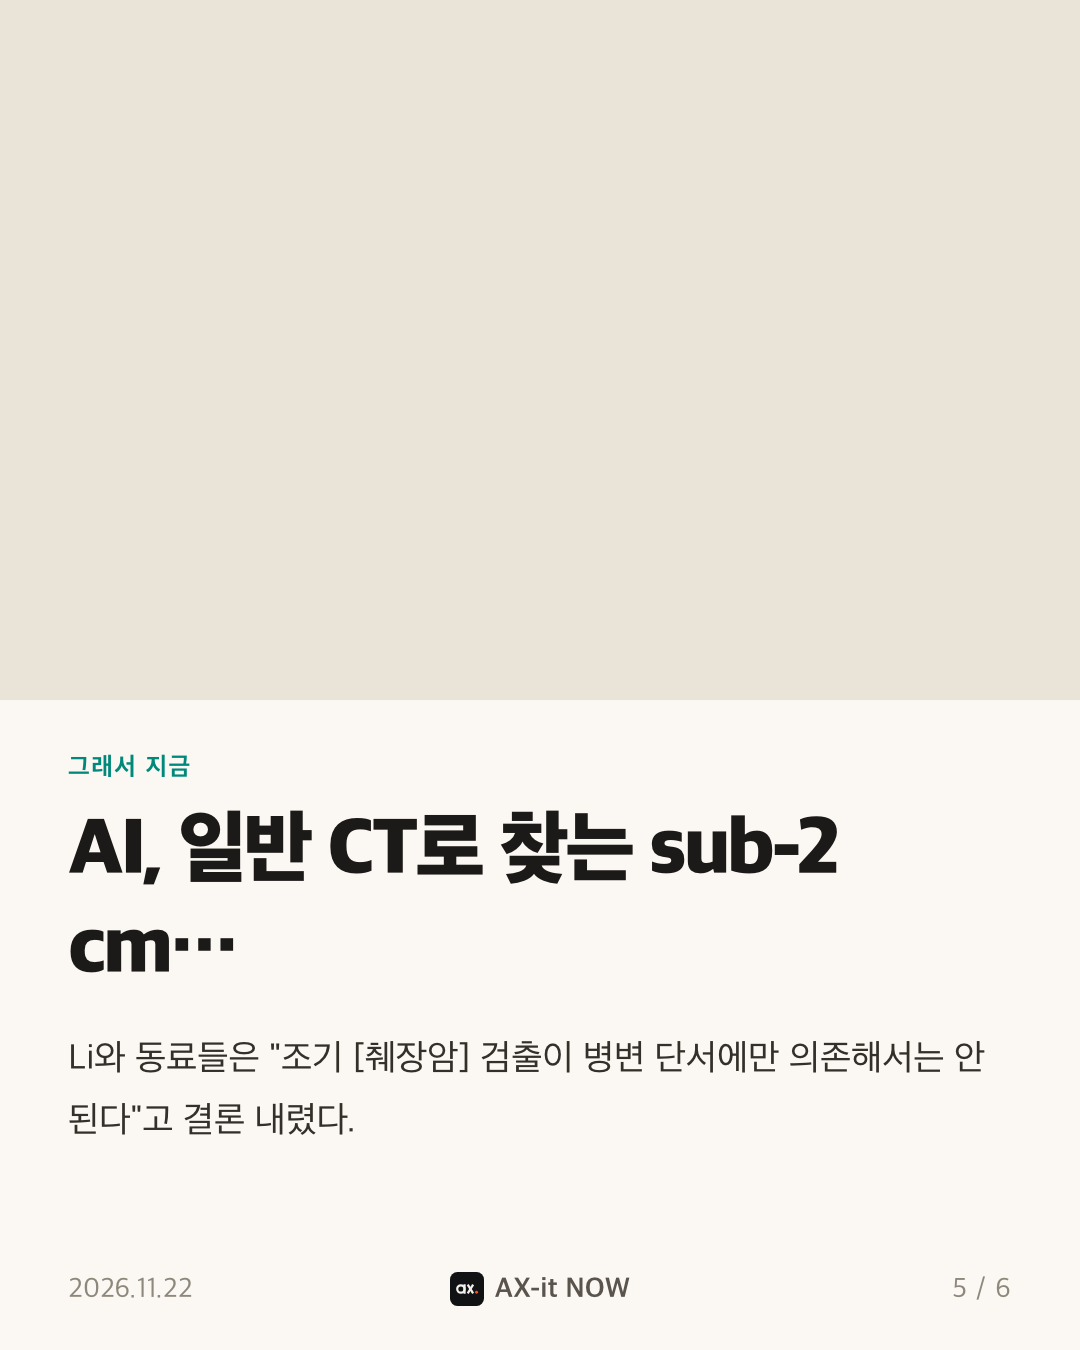 그래서 지금
AI, 일반 CT로 찾는 sub-2
cm…
Li와 동료들은 "조기 [췌장암] 검출이 병변 단서에만 의존해서는 안
된다"고 결론 내렸다.
2026.11.22
ax.
AX-it NOW
5 / 6